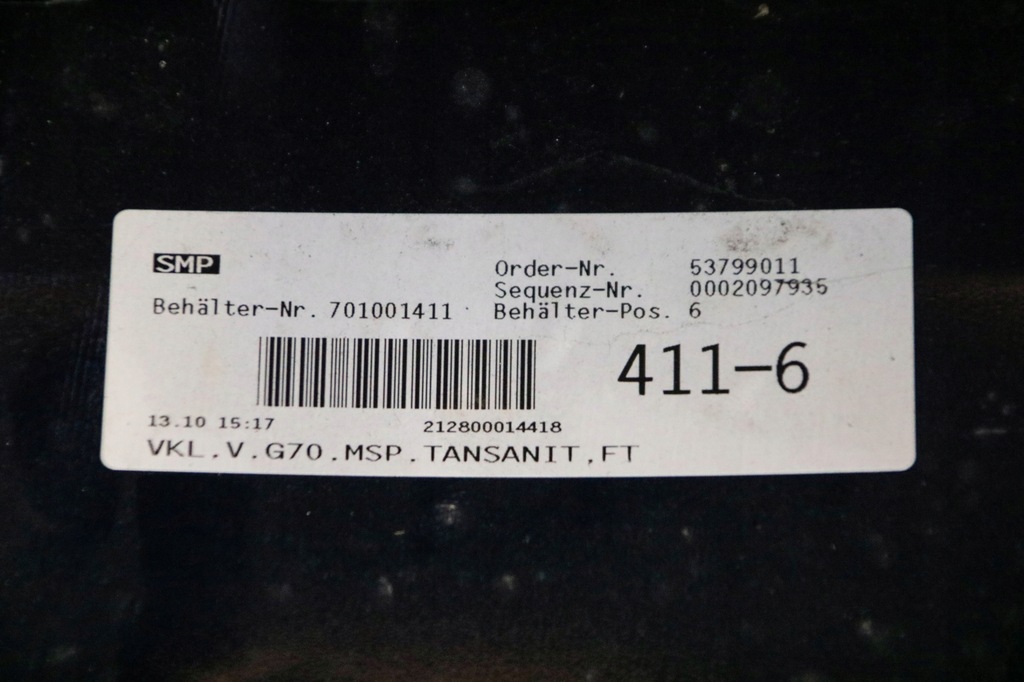 SMP
Order-Nr. 53799011
Sequenz-Nr. 0002097935
Behälter-Nr. 701001411 Behälter-Pos. 6
411-6
13.10 15:17 212800014418
VKL.V.G70.MSP.TANSANIT,FT